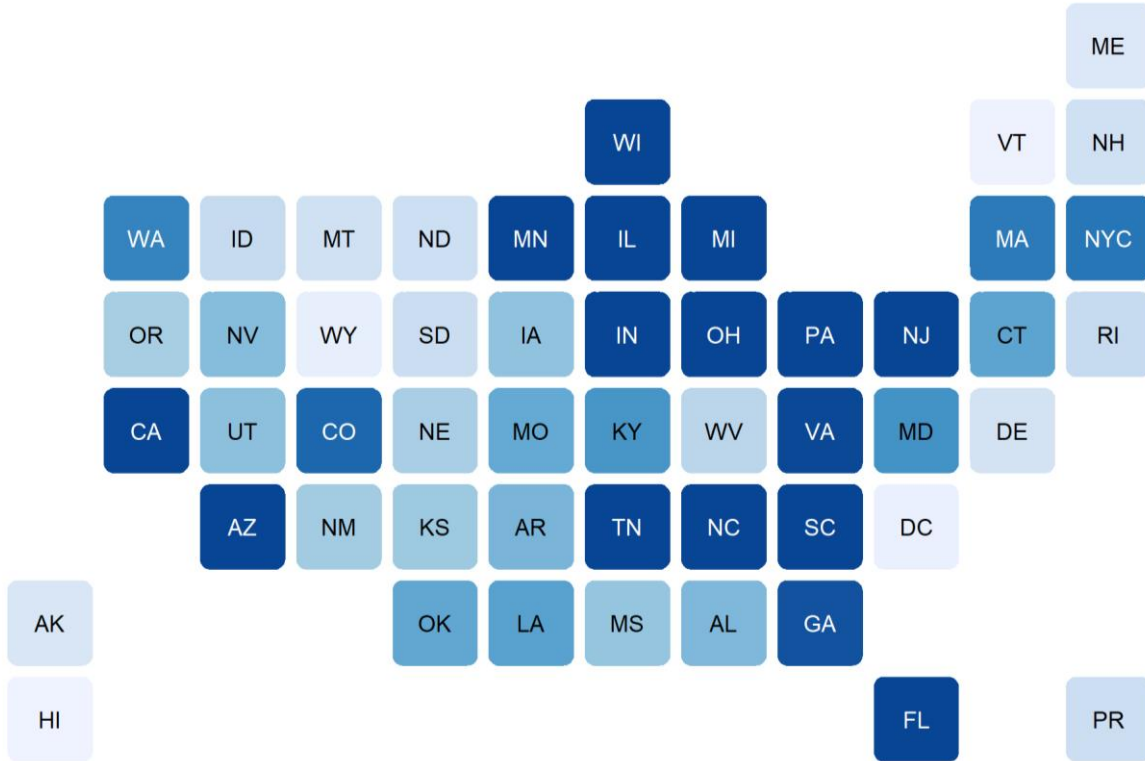 ME
WI VT NH
WA ID MT ND MN IL MI MA NYC
OR NV WY SD IA IN OH PA NJ CT RI
CA UT CO NE MO KY WV VA MD DE
AZ NM KS AR TN NC SC DC
AK OK LA MS AL GA
HI FL PR